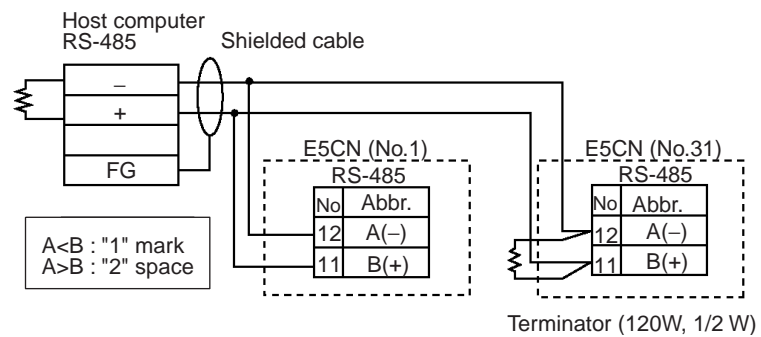 Host computer
RS-485
Shielded cable
−
+
FG
E5CN (No.1)
RS-485
No Abbr.
12 A(−)
11 B(+)
E5CN (No.31)
RS-485
No Abbr.
12 A(−)
11 B(+)
A<B : "1" mark
A>B : "2" space
Terminator (120W, 1/2 W)